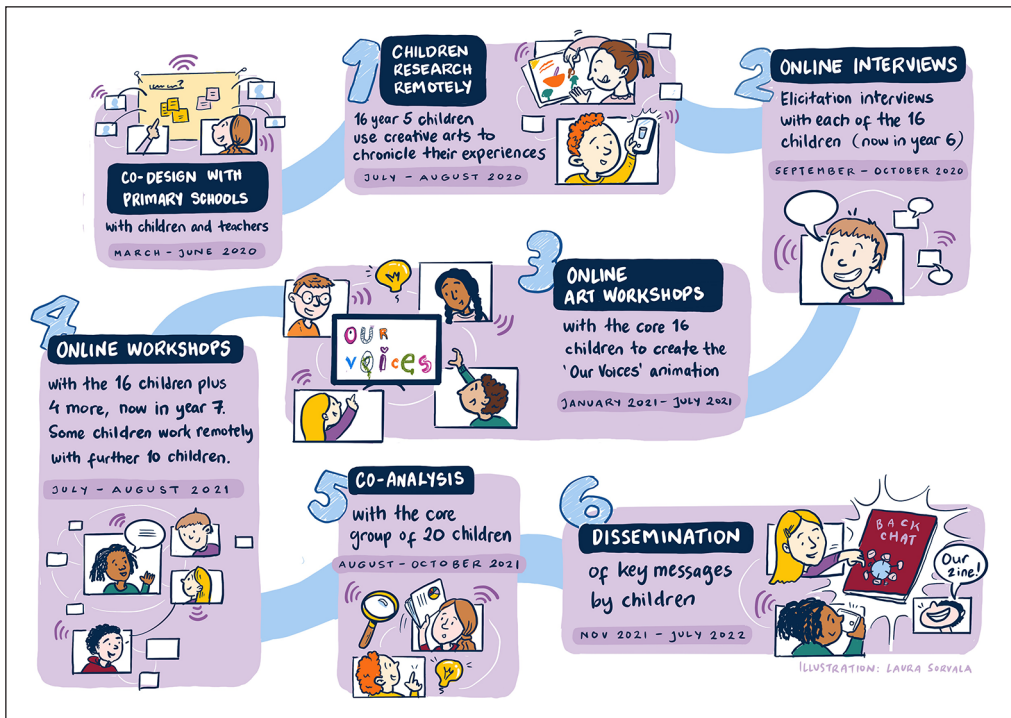 CO-DESIGN WITH
PRIMARY SCHOOLS
with children and teachers
MARCH - JUNE 2020
1
CHILDREN
RESEARCH
REMOTELY
16 year 5 children
use creative arts to
chronicle their experiences
JULY - AUGUST 2020
2
ONLINE INTERVIEWS
Elicitation interviews
with each of the 16
children (now in year 6)
SEPTEMBER - OCTOBER 2020
3
ONLINE
ART WORKSHOPS
with the core 16
children to create the
'Our Voices' animation
JANUARY 2021 - JULY 2021
OUR
VOiCES
4
ONLINE WORKSHOPS
with the 16 children plus
4 more, now in year 7.
Some children work remotely
with further 10 children.
JULY - AUGUST 2021
5
CO-ANALYSIS
with the core
group of 20 children
AUGUST - OCTOBER 2021
6
DISSEMINATION
of key messages
by children
NOV 2021 - JULY 2022
BACK
CHAT
Our
zine!
ILLUSTRATION: LAURA SORVALA